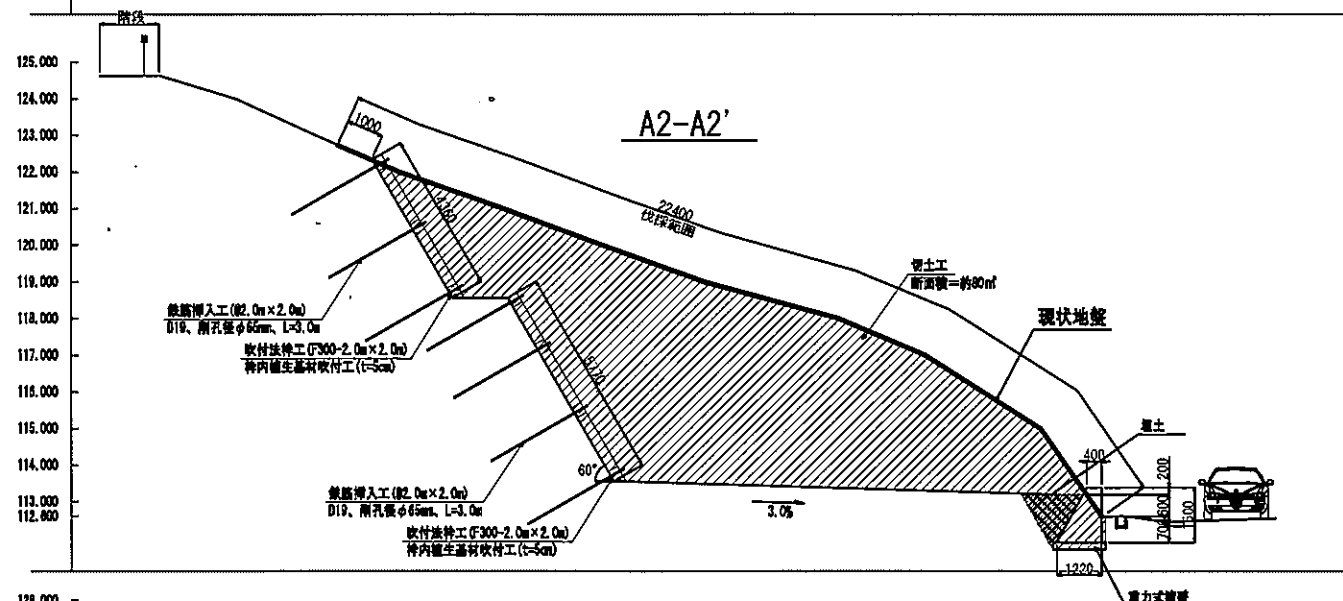 階段
125.000
124.000
123.000
122.000
121.000
120.000
119.000
118.000
117.000
116.000
115.000
114.000
113.000
112.600
A2-A2'
1000
4260
22400
伐採範囲
切土工
断面積=約80㎡
現状地盤
鉄筋挿入工(@2.0m×2.0m)
D19、削孔径φ65mm、L=3.0m
吹付法枠工(F300-2.0m×2.0m)
枠内植生基材吹付工(t=5cm)
5770
60°
鉄筋挿入工(@2.0m×2.0m)
D19、削孔径φ65mm、L=3.0m
吹付法枠工(F300-2.0m×2.0m)
枠内植生基材吹付工(t=5cm)
3.0%
400
200
800
700
1500
1220
重力式擁壁
128.000